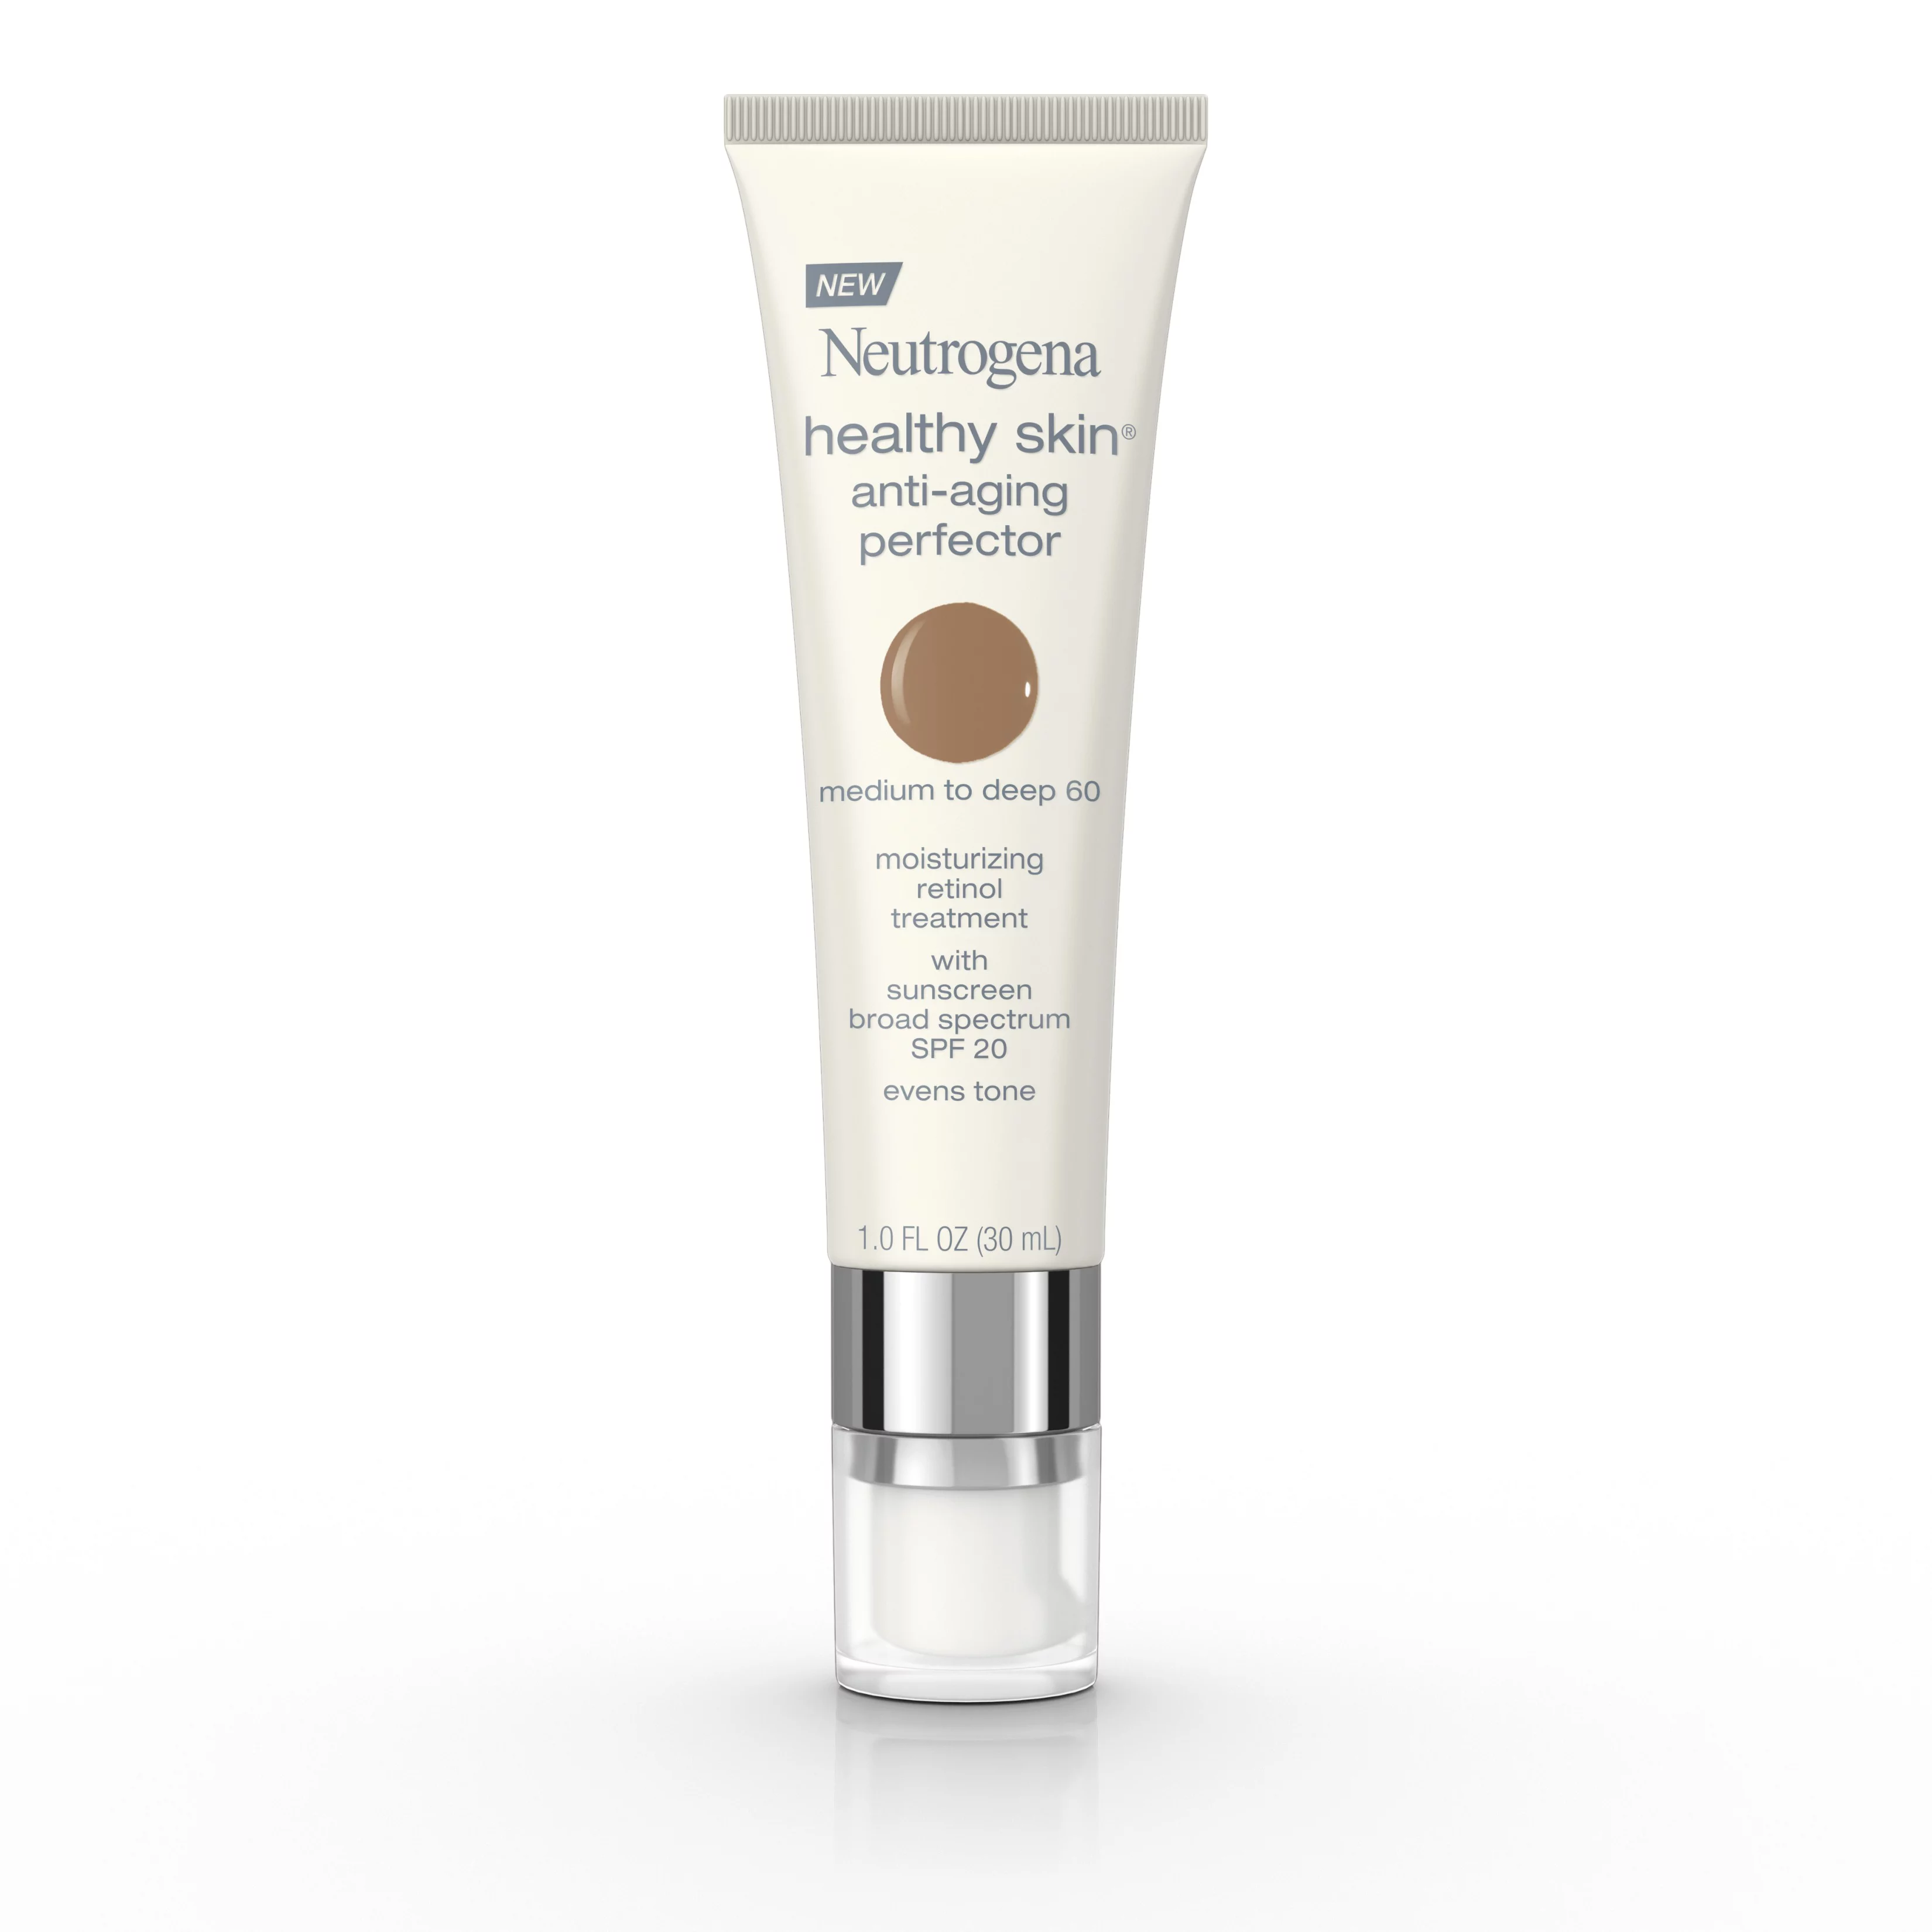 NEW
Neutrogena
healthy skin®
anti-aging
perfector
medium to deep 60
moisturizing
retinol
treatment
with
sunscreen
broad spectrum
SPF 20
evens tone
1.0 FL OZ (30 mL)